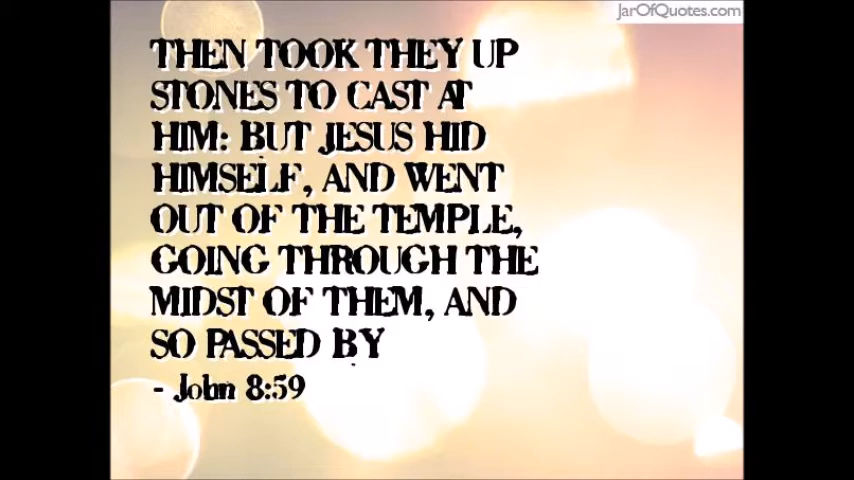 JarOfQuotes.com
THEN TOOK THEY UP
STONES TO CAST AT
HIM: BUT JESUS HID
HIMSELF, AND WENT
OUT OF THE TEMPLE,
GOING THROUGH THE
MIDST OF THEM, AND
SO PASSED BY
- John 8:59